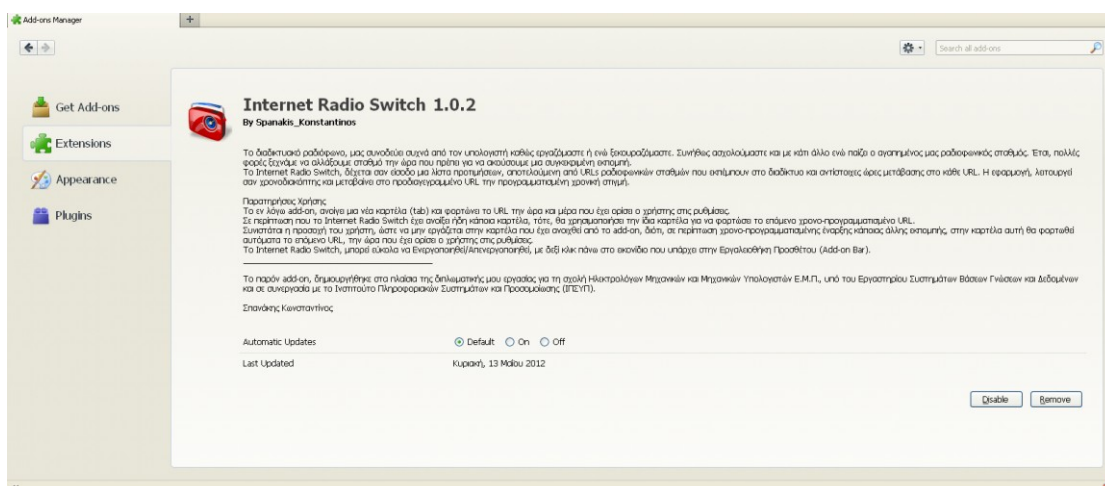 Add-ons Manager
+
Search all add-ons
Get Add-ons
Extensions
Appearance
Plugins
Internet Radio Switch 1.0.2
By Spanakis_Konstantinos
Το διαδικτυακό ραδιόφωνο, μας συνοδεύει συχνά από τον υπολογιστή καθώς εργαζόμαστε ή ενώ ξεκουραζόμαστε. Συνήθως ασχολούμαστε και με κάτι άλλο ενώ παίζει ο αγαπημένος μας ραδιοφωνικός σταθμός. Έτσι, πολλές
φορές ξεχνάμε να αλλάξουμε σταθμό την ώρα που πρέπει για να ακούσουμε μια συγκεκριμένη εκπομπή.
Το Internet Radio Switch, δέχεται σαν είσοδο μια λίστα προτιμήσεων, αποτελούμενη από URLs ραδιοφωνικών σταθμών που εκπέμπουν στο διαδίκτυο και αντίστοιχες ώρες μετάβασης στο κάθε URL. Η εφαρμογή, λειτουργεί
σαν χρονοδιακόπτης και μεταβαίνει στο προδιαγεγραμμένο URL την προγραμματισμένη χρονική στιγμή.
Παρατηρήσεις Χρήσης
Το εν λόγω add-on, ανοίγει μια νέα καρτέλα (tab) και φορτώνει το URL την ώρα και μέρα που έχει ορίσει ο χρήστης στις ρυθμίσεις.
Σε περίπτωση που το Internet Radio Switch έχει ανοίξει ήδη κάποια καρτέλα, τότε, θα χρησιμοποιήσει την ίδια καρτέλα για να φορτώσει το επόμενο χρονο-προγραμματισμένο URL.
Συνιστάται η προσοχή του χρήστη, ώστε να μην εργάζεται στην καρτέλα που έχει ανοιχθεί από το add-on, διότι, σε περίπτωση χρονο-προγραμματισμένης έναρξης κάποιας άλλης εκπομπής, στην καρτέλα αυτή θα φορτωθεί
αυτόματα το επόμενο URL, την ώρα που έχει ορίσει ο χρήστης στις ρυθμίσεις.
Το Internet Radio Switch, μπορεί εύκολα να Ενεργοποιηθεί/Απενεργοποιηθεί, με δεξί κλικ πάνω στο εικονίδιο που υπάρχει στην Εργαλειοθήκη Προσθέτου (Add-on Bar).
Το παρόν add-on, δημιουργήθηκε στα πλαίσια της διπλωματικής μου εργασίας για τη σχολή Ηλεκτρολόγων Μηχανικών και Μηχανικών Υπολογιστών Ε.Μ.Π., υπό του Εργαστηρίου Συστημάτων Βάσεων Γνώσεων και Δεδομένων
και σε συνεργασία με το Ινστιτούτο Πληροφοριακών Συστημάτων και Προσομοίωσης (ΙΠΣΥΠ).
Σπανάκης Κωνσταντίνος
Automatic Updates Default On Off
Last Updated Κυριακή, 13 Μαΐου 2012
Disable Remove